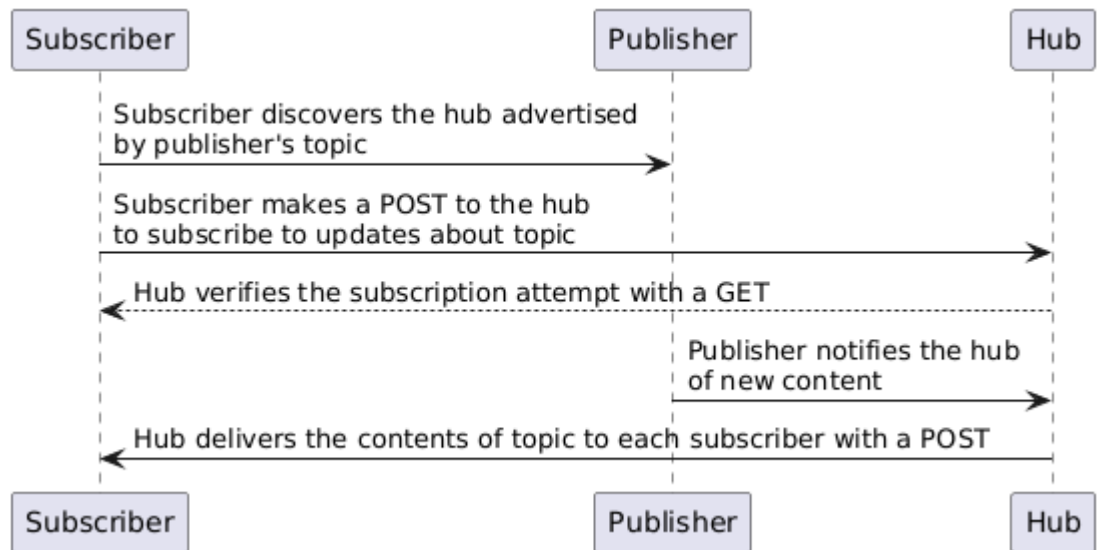 Subscriber
Publisher
Hub
Subscriber discovers the hub advertised
by publisher's topic
Subscriber makes a POST to the hub
to subscribe to updates about topic
Hub verifies the subscription attempt with a GET
Publisher notifies the hub
of new content
Hub delivers the contents of topic to each subscriber with a POST
Subscriber
Publisher
Hub